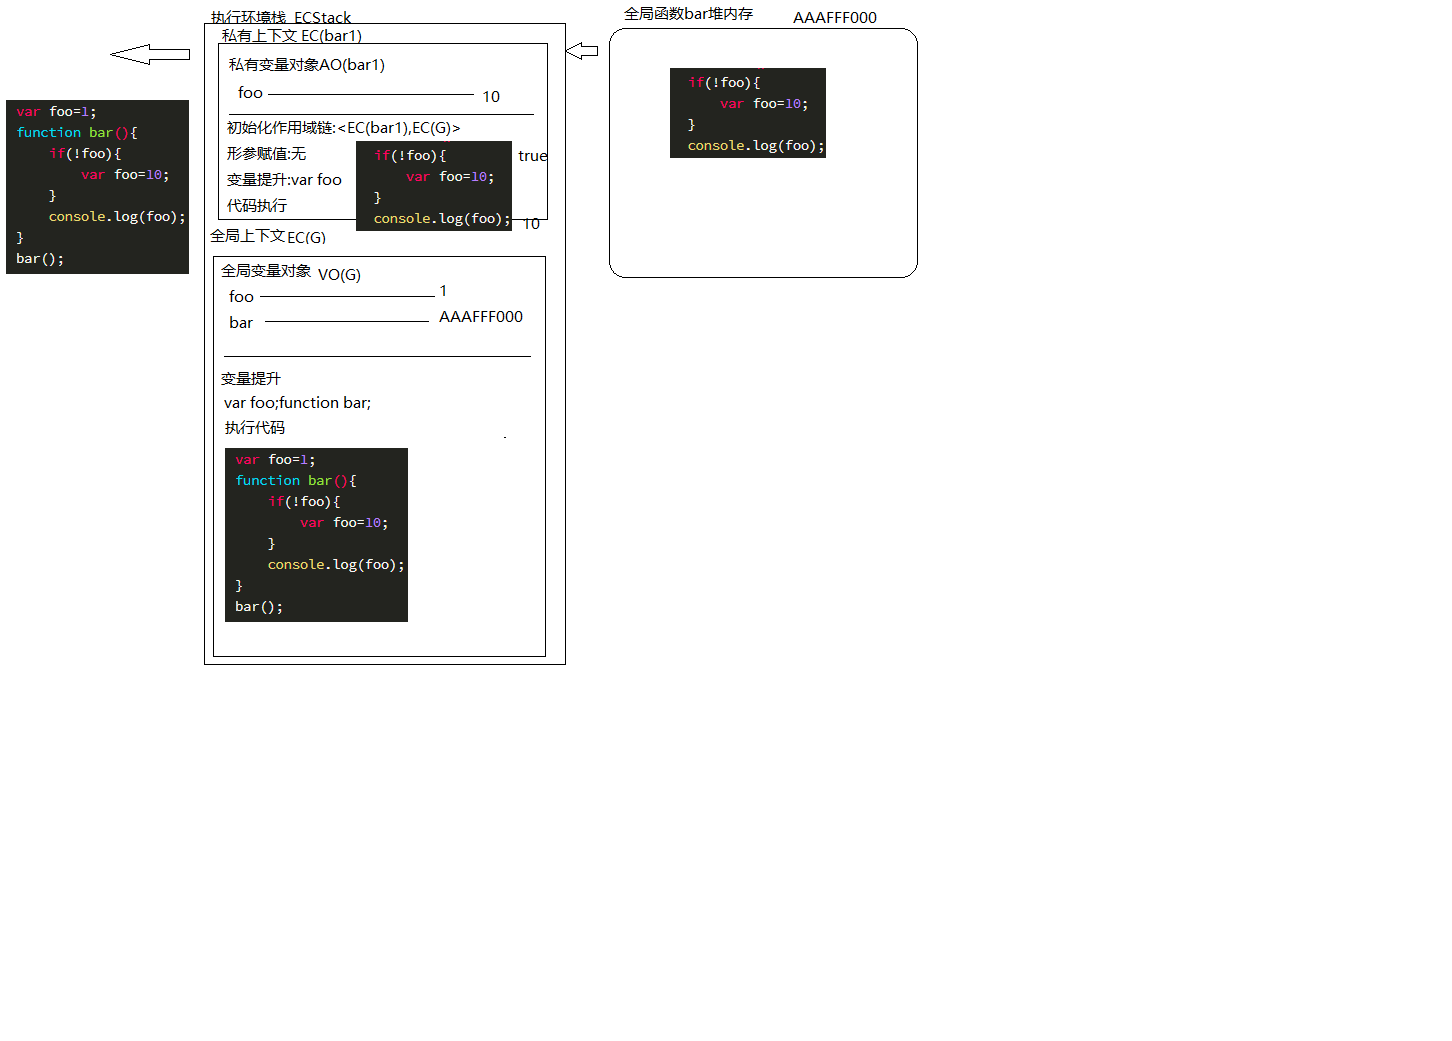 执行环境栈 ECStack
私有上下文 EC(bar1)
私有变量对象AO(bar1)
foo 10
初始化作用域链:<EC(bar1),EC(G)>
形参赋值:无
变量提升:var foo
代码执行
if(!foo){ true
var foo=10;
}
console.log(foo); 10
全局上下文 EC(G)
全局变量对象 VO(G)
foo 1
bar AAAFFF000
变量提升
var foo;function bar;
执行代码
var foo=1;
function bar(){
if(!foo){
var foo=10;
}
console.log(foo);
}
bar();
var foo=1;
function bar(){
if(!foo){
var foo=10;
}
console.log(foo);
}
bar();
全局函数bar堆内存 AAAFFF000
if(!foo){
var foo=10;
}
console.log(foo);